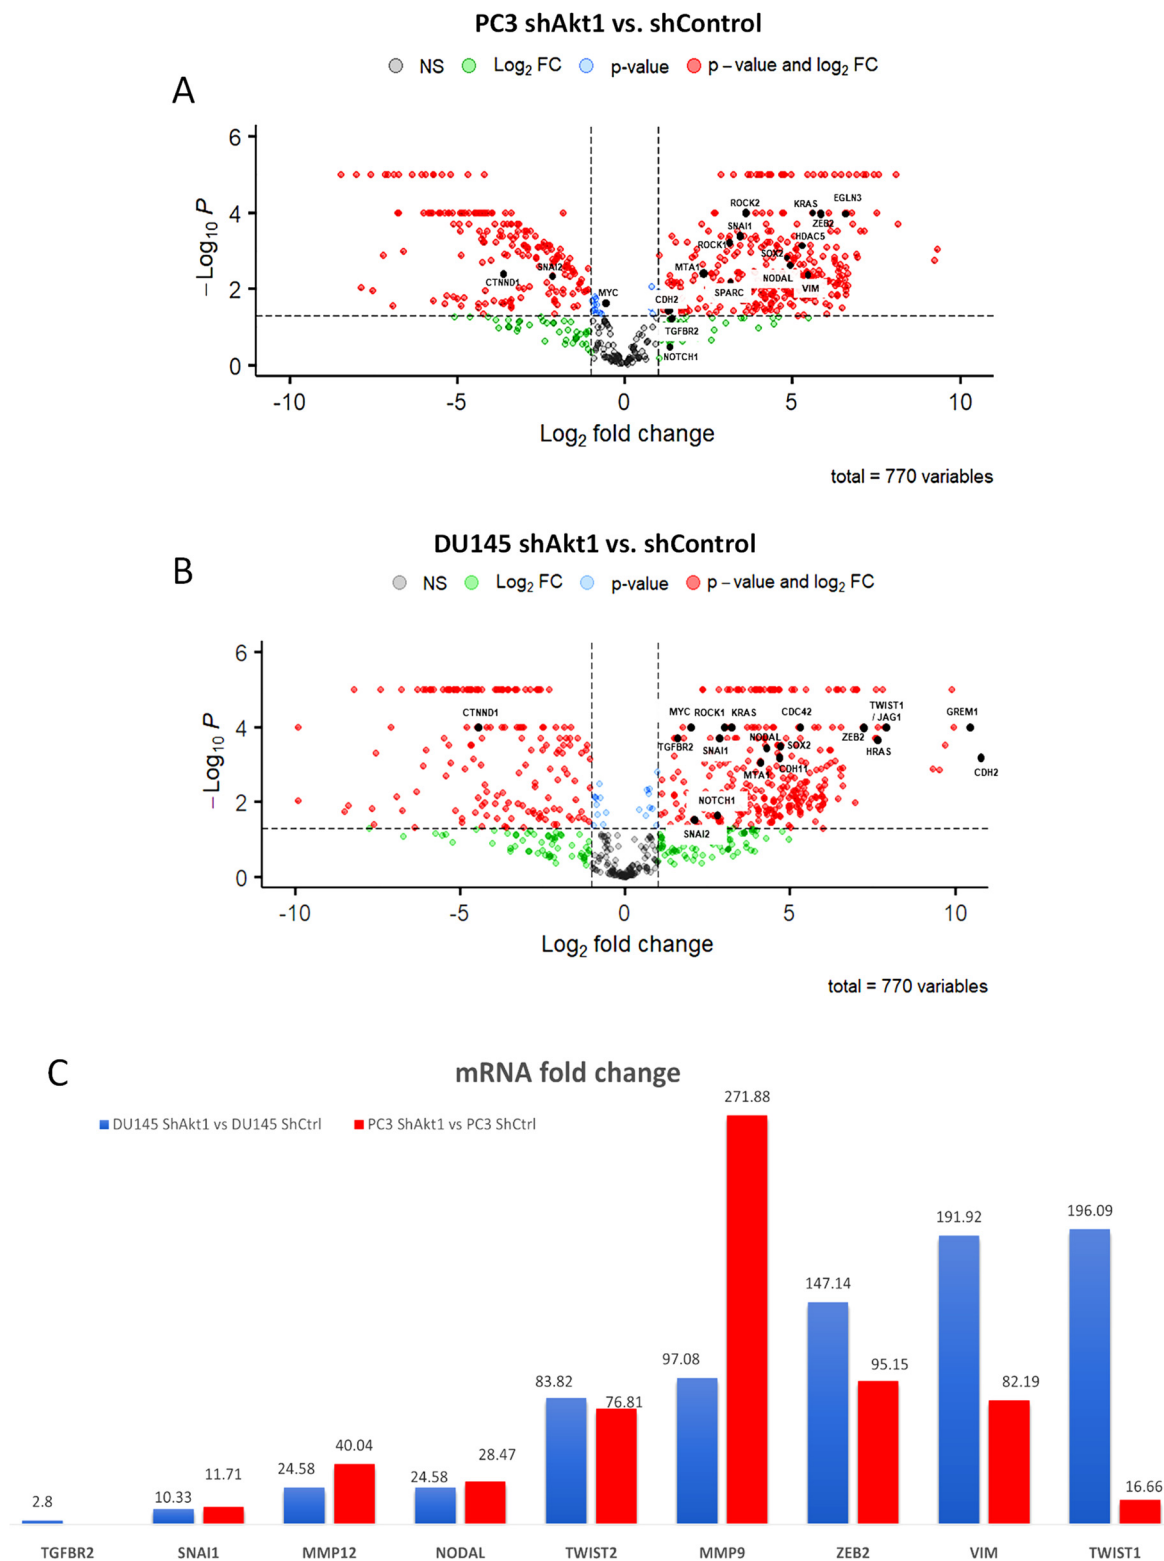 PC3 shAkt1 vs. shControl
NS Log2 FC p-value p – value and log2 FC
A
6
4
2
0
–Log10 P
ROCK2
KRAS
EGLN3
ZEB2
SNAI1
ROCK1
HDAC5
SOX2
MTA1
NODAL
VIM
SPARC
CDH2
TGFBR2
NOTCH1
MYC
SNAI2
CTNND1
-10 -5 0 5 10
Log2 fold change
total = 770 variables
DU145 shAkt1 vs. shControl
B
NS Log2 FC p-value p – value and log2 FC
6
4
2
0
–Log10 P
CTNND1
MYC ROCK1 KRAS
CDC42
TWIST1
/ JAG1
GREM1
TGFBR2
SNAI1
NODAL
SOX2
ZEB2
HRAS
MTA1
CDH11
CDH2
NOTCH1
SNAI2
-10 -5 0 5 10
Log2 fold change
total = 770 variables
C
mRNA fold change
DU145 ShAkt1 vs DU145 ShCtrl PC3 ShAkt1 vs PC3 ShCtrl
2.8
10.33
11.71
24.58
40.04
24.58
28.47
83.82
76.81
97.08
271.88
147.14
95.15
191.92
82.19
196.09
16.66
TGFBR2 SNAI1 MMP12 NODAL TWIST2 MMP9 ZEB2 VIM TWIST1